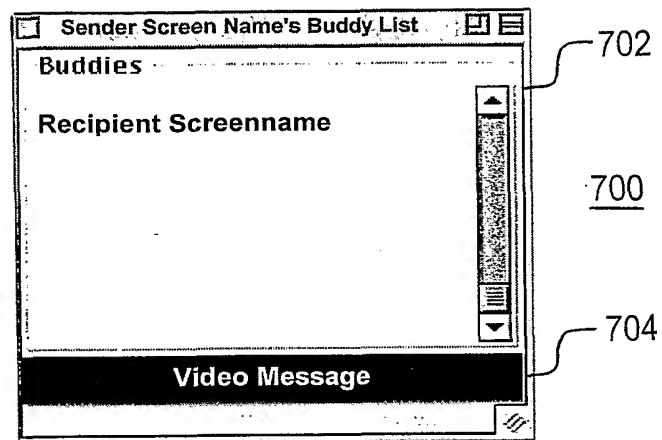 Sender Screen Name's Buddy List
702
Buddies
Recipient Screenname
700
704
Video Message